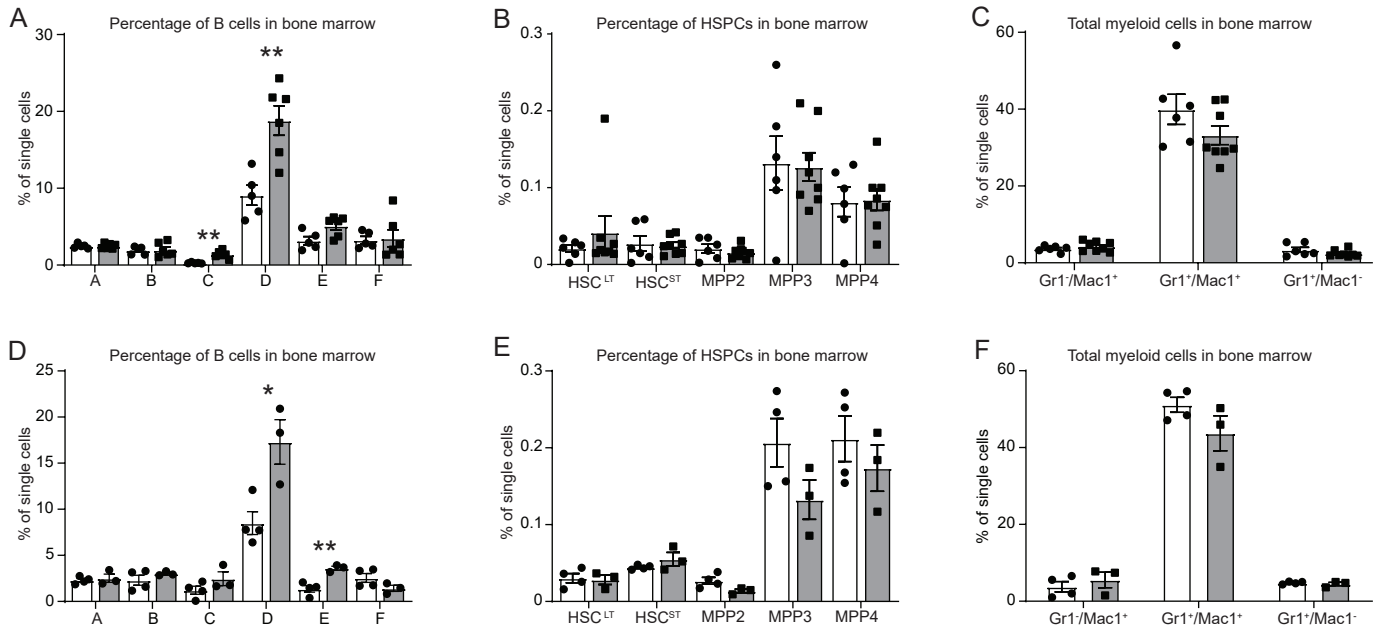 A
Percentage of B cells in bone marrow
% of single cells
30
20
10
0
**
**
A B C D E F
B
Percentage of HSPCs in bone marrow
% of single cells
0.3
0.2
0.1
0
HSC^LT HSC^ST MPP2 MPP3 MPP4
C
Total myeloid cells in bone marrow
% of single cells
60
40
20
0
Gr1⁻/Mac1⁺ Gr1⁺/Mac1⁺ Gr1⁺/Mac1⁻
D
Percentage of B cells in bone marrow
% of single cells
25
20
15
10
5
0
*
**
A B C D E F
E
Percentage of HSPCs in bone marrow
% of single cells
0.3
0.2
0.1
0
HSC^LT HSC^ST MPP2 MPP3 MPP4
F
Total myeloid cells in bone marrow
% of single cells
60
40
20
0
Gr1⁻/Mac1⁺ Gr1⁺/Mac1⁺ Gr1⁺/Mac1⁻